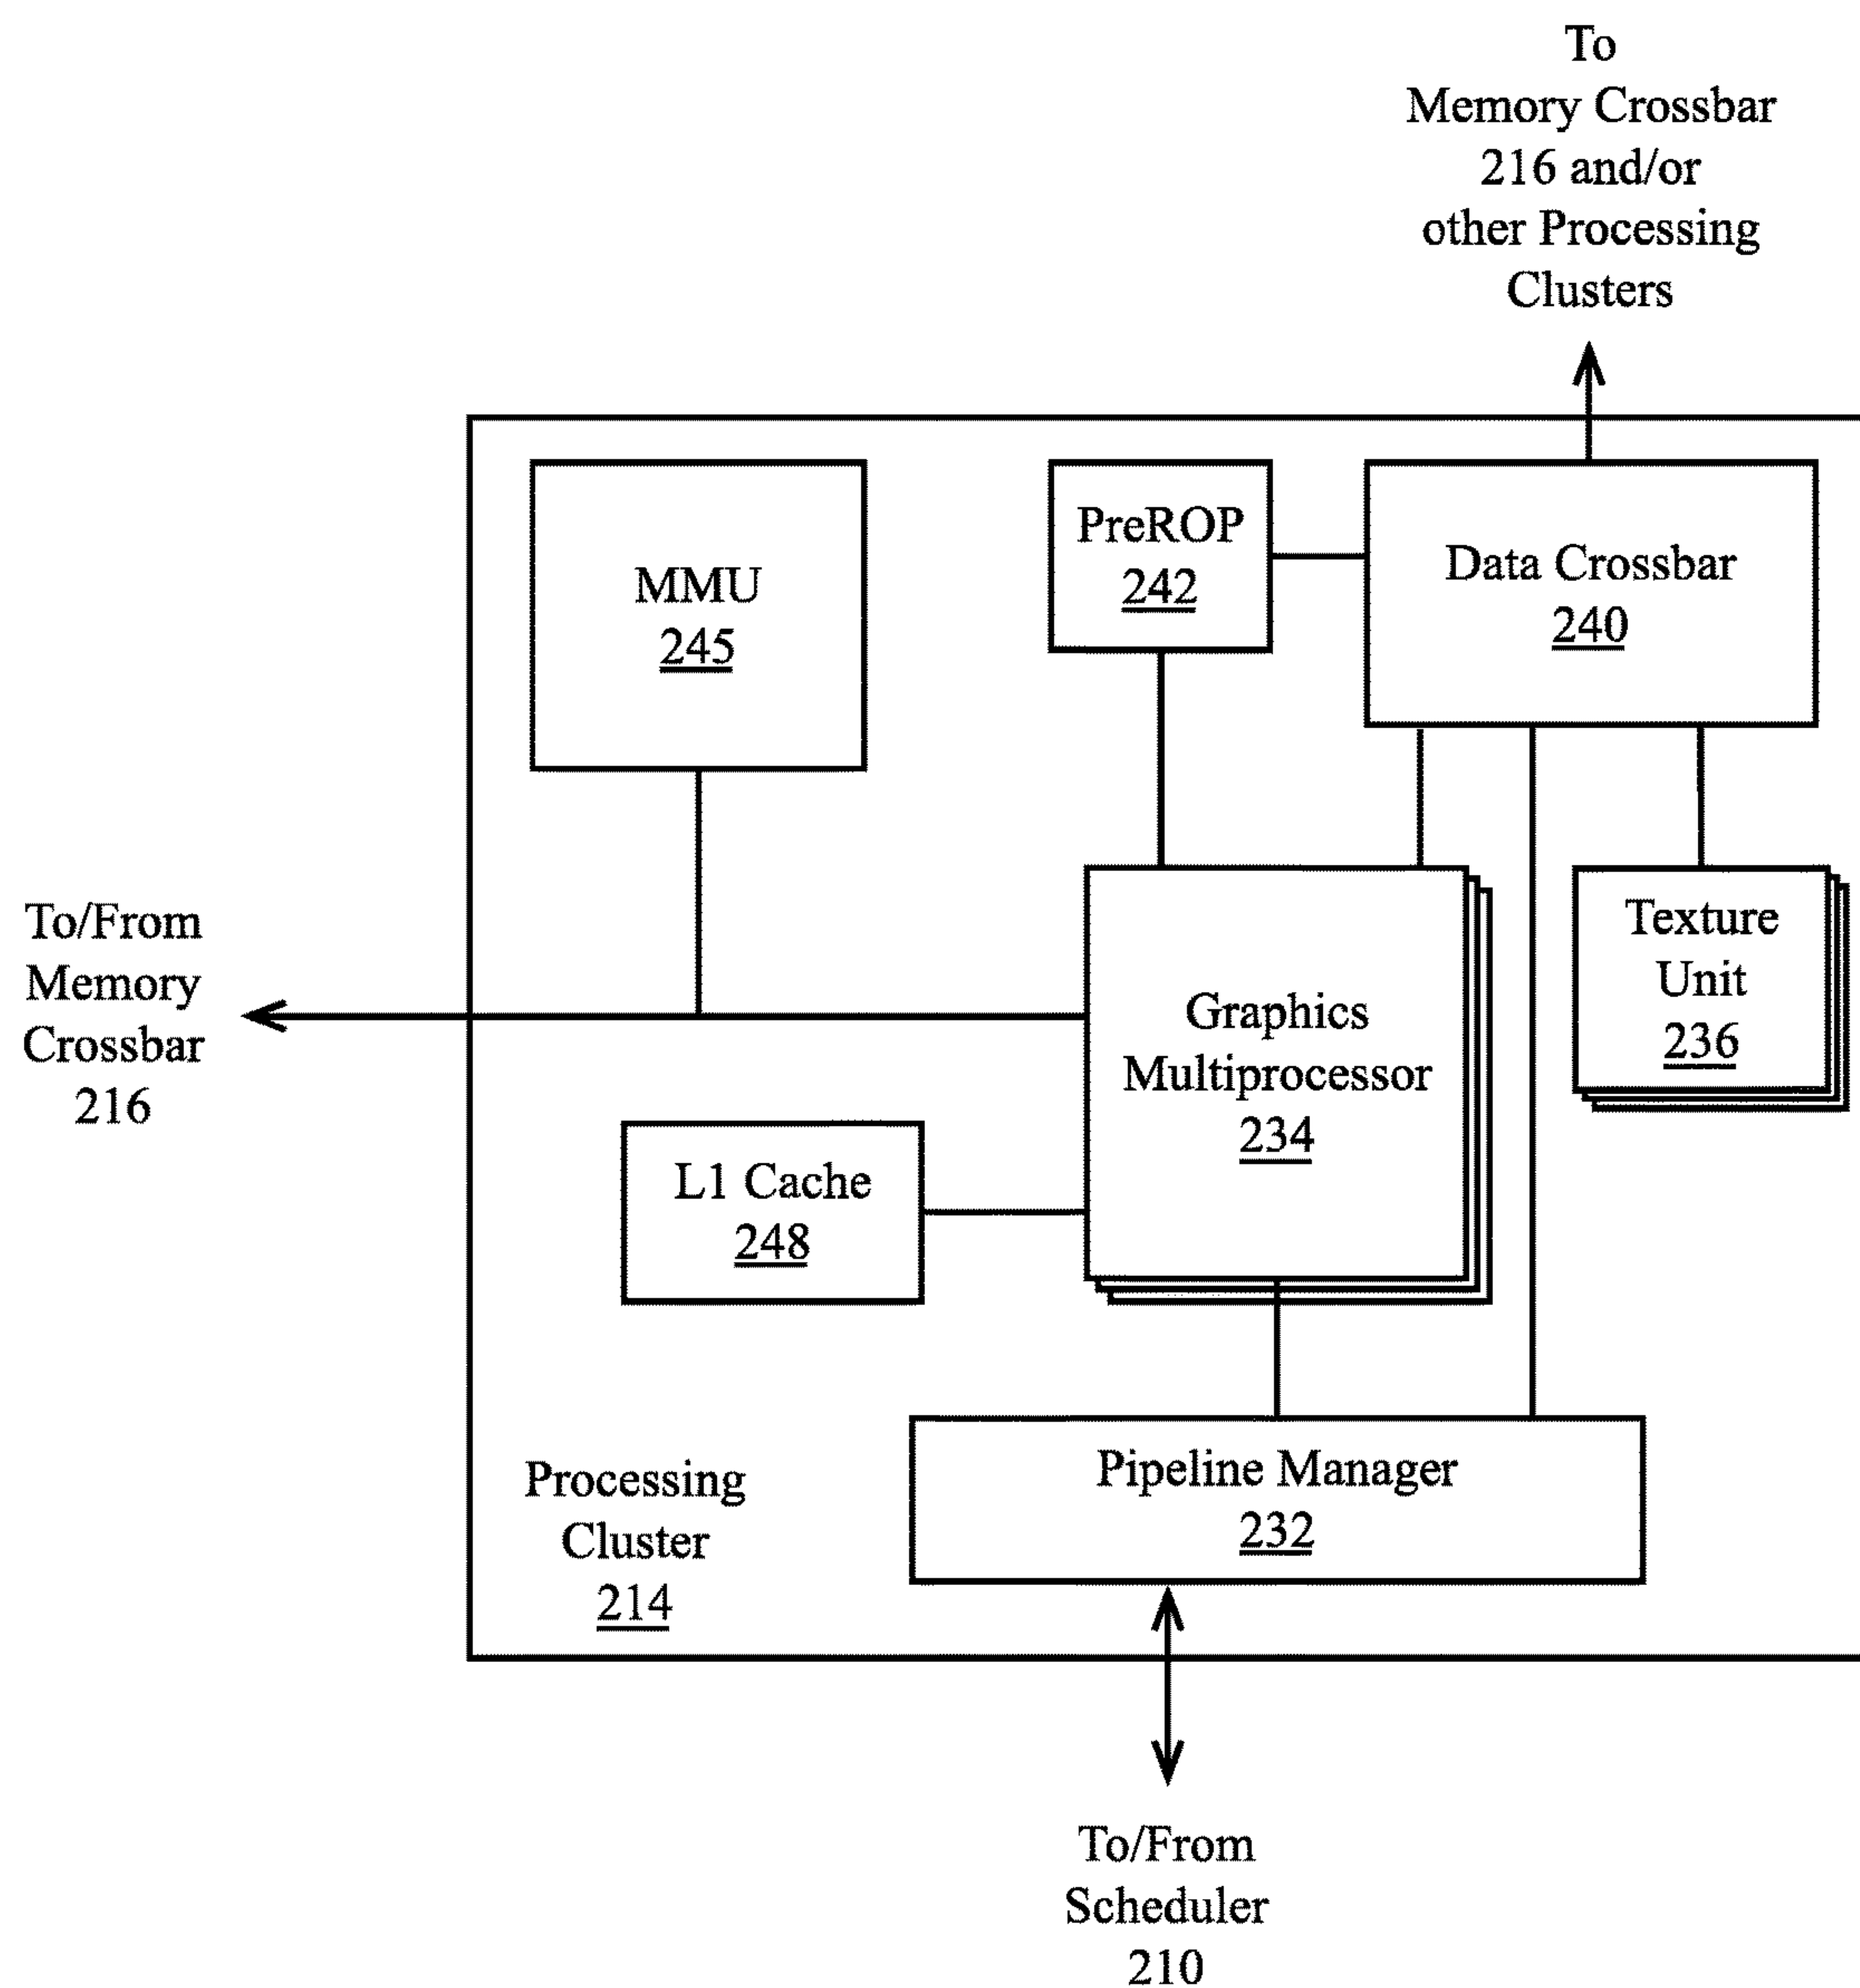 To
Memory Crossbar
216 and/or
other Processing
Clusters
PreROP
242
Data Crossbar
240
MMU
245
To/From
Memory
Crossbar
216
Texture
Unit
236
Graphics
Multiprocessor
234
L1 Cache
248
Pipeline Manager
232
Processing
Cluster
214
To/From
Scheduler
210